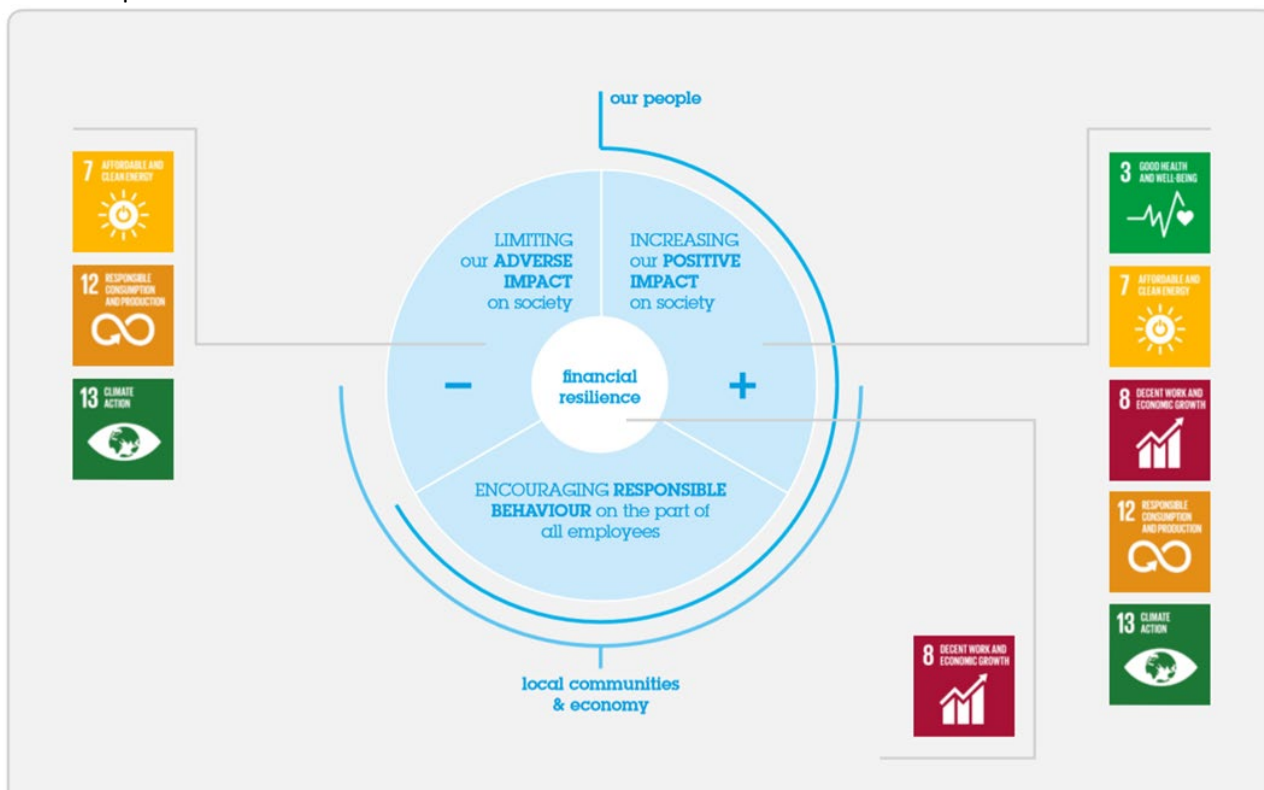 our people
7 AFFORDABLE AND
CLEAN ENERGY
12 RESPONSIBLE
CONSUMPTION
AND PRODUCTION
13 CLIMATE
ACTION
LIMITING
our ADVERSE
IMPACT
on society
INCREASING
our POSITIVE
IMPACT
on society
financial
resilience
ENCOURAGING RESPONSIBLE
BEHAVIOUR on the part of
all employees
local communities
& economy
3 GOOD HEALTH
AND WELL-BEING
7 AFFORDABLE AND
CLEAN ENERGY
8 DECENT WORK AND
ECONOMIC GROWTH
12 RESPONSIBLE
CONSUMPTION
AND PRODUCTION
13 CLIMATE
ACTION
8 DECENT WORK AND
ECONOMIC GROWTH